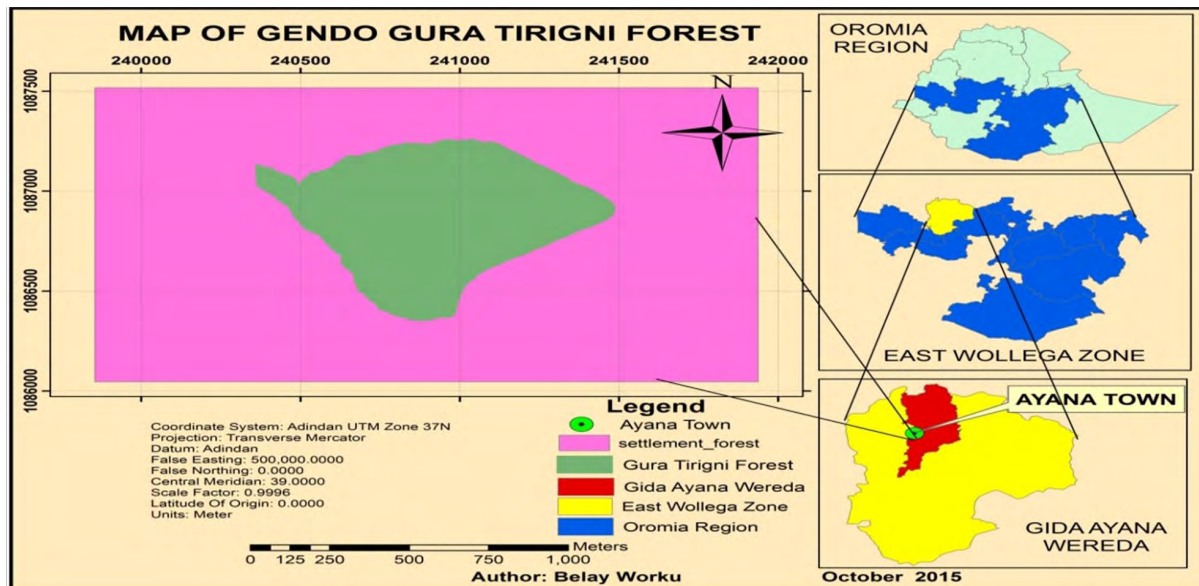 MAP OF GENDO GURA TIRIGNI FOREST
240000 240500 241000 241500 242000
1087500
1087000
1086500
1086000
N
OROMIA
REGION
EAST WOLLEGA ZONE
AYANA TOWN
GIDA AYANA
WEREDA
Legend
Ayana Town
settlement_forest
Gura Tirigni Forest
Gida Ayana Wereda
East Wollega Zone
Oromia Region
Coordinate System: Adindan UTM Zone 37N
Projection: Transverse Mercator
Datum: Adindan
False Easting: 500,000.0000
False Northing: 0.0000
Central Meridian: 39.0000
Scale Factor: 0.9996
Latitude Of Origin: 0.0000
Units: Meter
Meters
0 125 250 500 750 1,000
Author: Belay Worku
October 2015